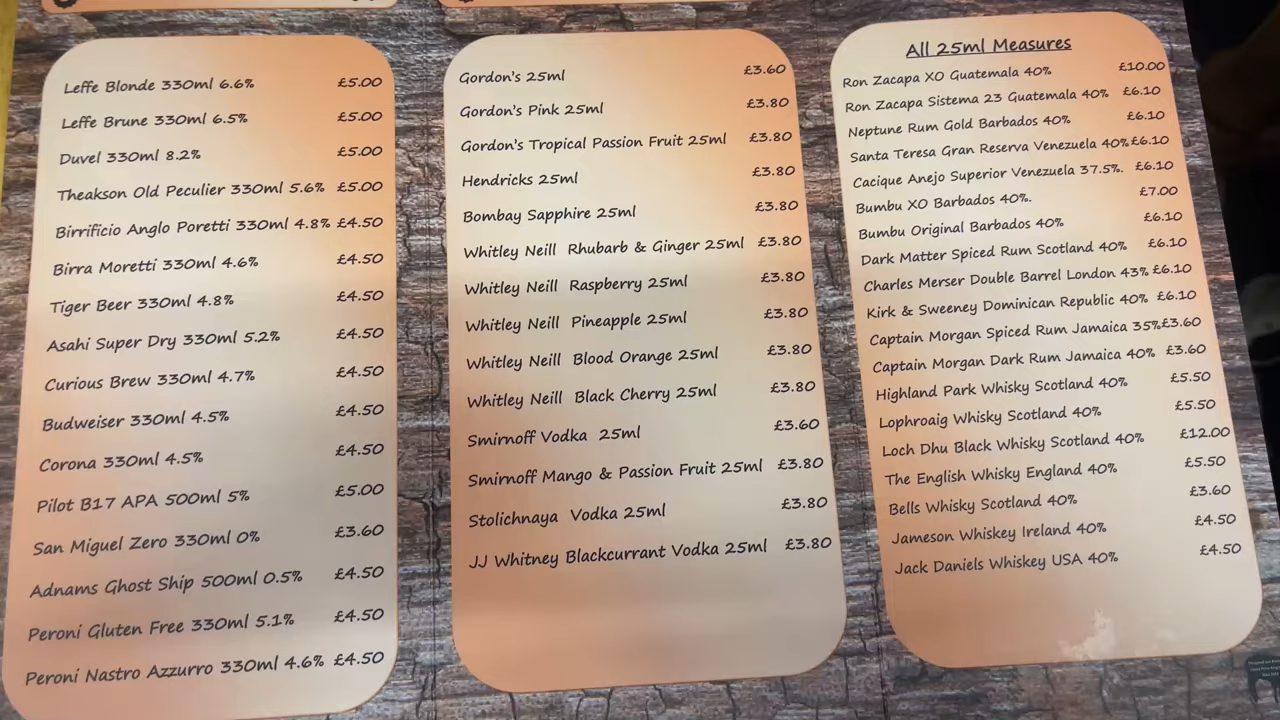 Leffe Blonde 330ml 6.6% £5.00
Leffe Brune 330ml 6.5% £5.00
Duvel 330ml 8.2% £5.00
Theakson Old Peculier 330ml 5.6% £5.00
Birrificio Anglo Poretti 330ml 4.8% £4.50
Birra Moretti 330ml 4.6% £4.50
Tiger Beer 330ml 4.8% £4.50
Asahi Super Dry 330ml 5.2% £4.50
Curious Brew 330ml 4.7% £4.50
Budweiser 330ml 4.5% £4.50
Corona 330ml 4.5% £4.50
Pilot B17 APA 500ml 5% £5.00
San Miguel Zero 330ml 0% £3.60
Adnams Ghost Ship 500ml 0.5% £4.50
Peroni Gluten Free 330ml 5.1% £4.50
Peroni Nastro Azzurro 330ml 4.6% £4.50
Gordon's 25ml £3.60
Gordon's Pink 25ml £3.80
Gordon's Tropical Passion Fruit 25ml £3.80
Hendricks 25ml £3.80
Bombay Sapphire 25ml £3.80
Whitley Neill Rhubarb & Ginger 25ml £3.80
Whitley Neill Raspberry 25ml £3.80
Whitley Neill Pineapple 25ml £3.80
Whitley Neill Blood Orange 25ml £3.80
Whitley Neill Black Cherry 25ml £3.80
Smirnoff Vodka 25ml £3.60
Smirnoff Mango & Passion Fruit 25ml £3.80
Stolichnaya Vodka 25ml £3.80
JJ Whitney Blackcurrant Vodka 25ml £3.80
All 25ml Measures
Ron Zacapa XO Guatemala 40% £10.00
Ron Zacapa Sistema 23 Guatemala 40% £6.10
Neptune Rum Gold Barbados 40% £6.10
Santa Teresa Gran Reserva Venezuela 40% £6.10
Cacique Anejo Superior Venezuela 37.5%. £6.10
Bumbu XO Barbados 40%. £7.00
Bumbu Original Barbados 40% £6.10
Dark Matter Spiced Rum Scotland 40% £6.10
Charles Merser Double Barrel London 43% £6.10
Kirk & Sweeney Dominican Republic 40% £6.10
Captain Morgan Spiced Rum Jamaica 35% £3.60
Captain Morgan Dark Rum Jamaica 40% £3.60
Highland Park Whisky Scotland 40% £5.50
Lophroaig Whisky Scotland 40% £5.50
Loch Dhu Black Whisky Scotland 40% £12.00
The English Whisky England 40% £5.50
Bells Whisky Scotland 40% £3.60
Jameson Whiskey Ireland 40% £4.50
Jack Daniels Whiskey USA 40% £4.50